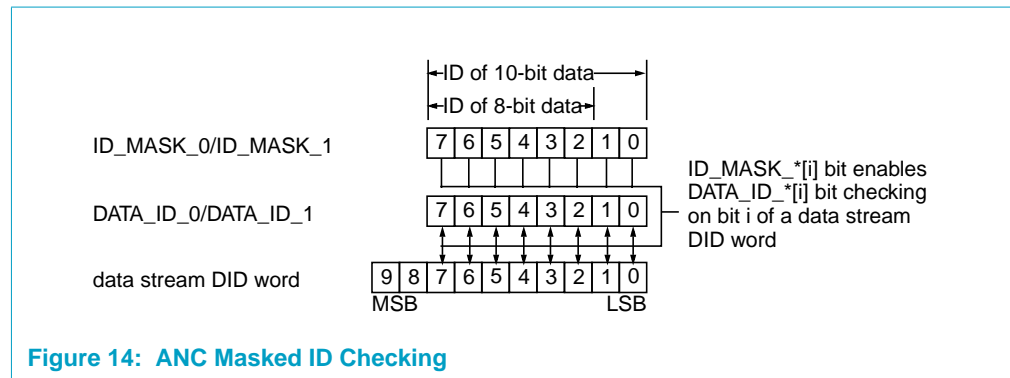 ID of 10-bit data
ID of 8-bit data
ID_MASK_0/ID_MASK_1
7 6 5 4 3 2 1 0
ID_MASK_*[i] bit enables
DATA_ID_*[i] bit checking
on bit i of a data stream
DID word
DATA_ID_0/DATA_ID_1
7 6 5 4 3 2 1 0
data stream DID word
9 8 7 6 5 4 3 2 1 0
MSB LSB
Figure 14: ANC Masked ID Checking